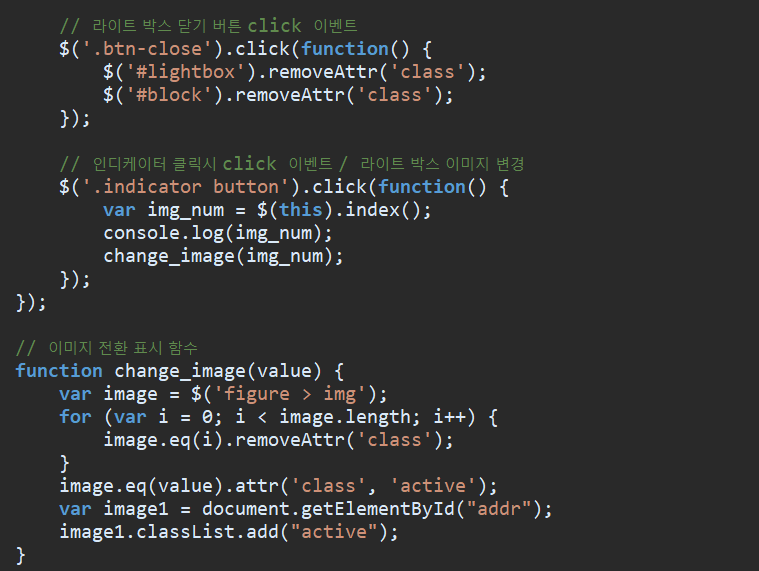 // 라이트 박스 닫기 버튼 click 이벤트
$('.btn-close').click(function() {
$('#lightbox').removeAttr('class');
$('#block').removeAttr('class');
});
// 인디케이터 클릭시 click 이벤트 / 라이트 박스 이미지 변경
$('.indicator button').click(function() {
var img_num = $(this).index();
console.log(img_num);
change_image(img_num);
});
});
// 이미지 전환 표시 함수
function change_image(value) {
var image = $('figure > img');
for (var i = 0; i < image.length; i++) {
image.eq(i).removeAttr('class');
}
image.eq(value).attr('class', 'active');
var image1 = document.getElementById("addr");
image1.classList.add("active");
}